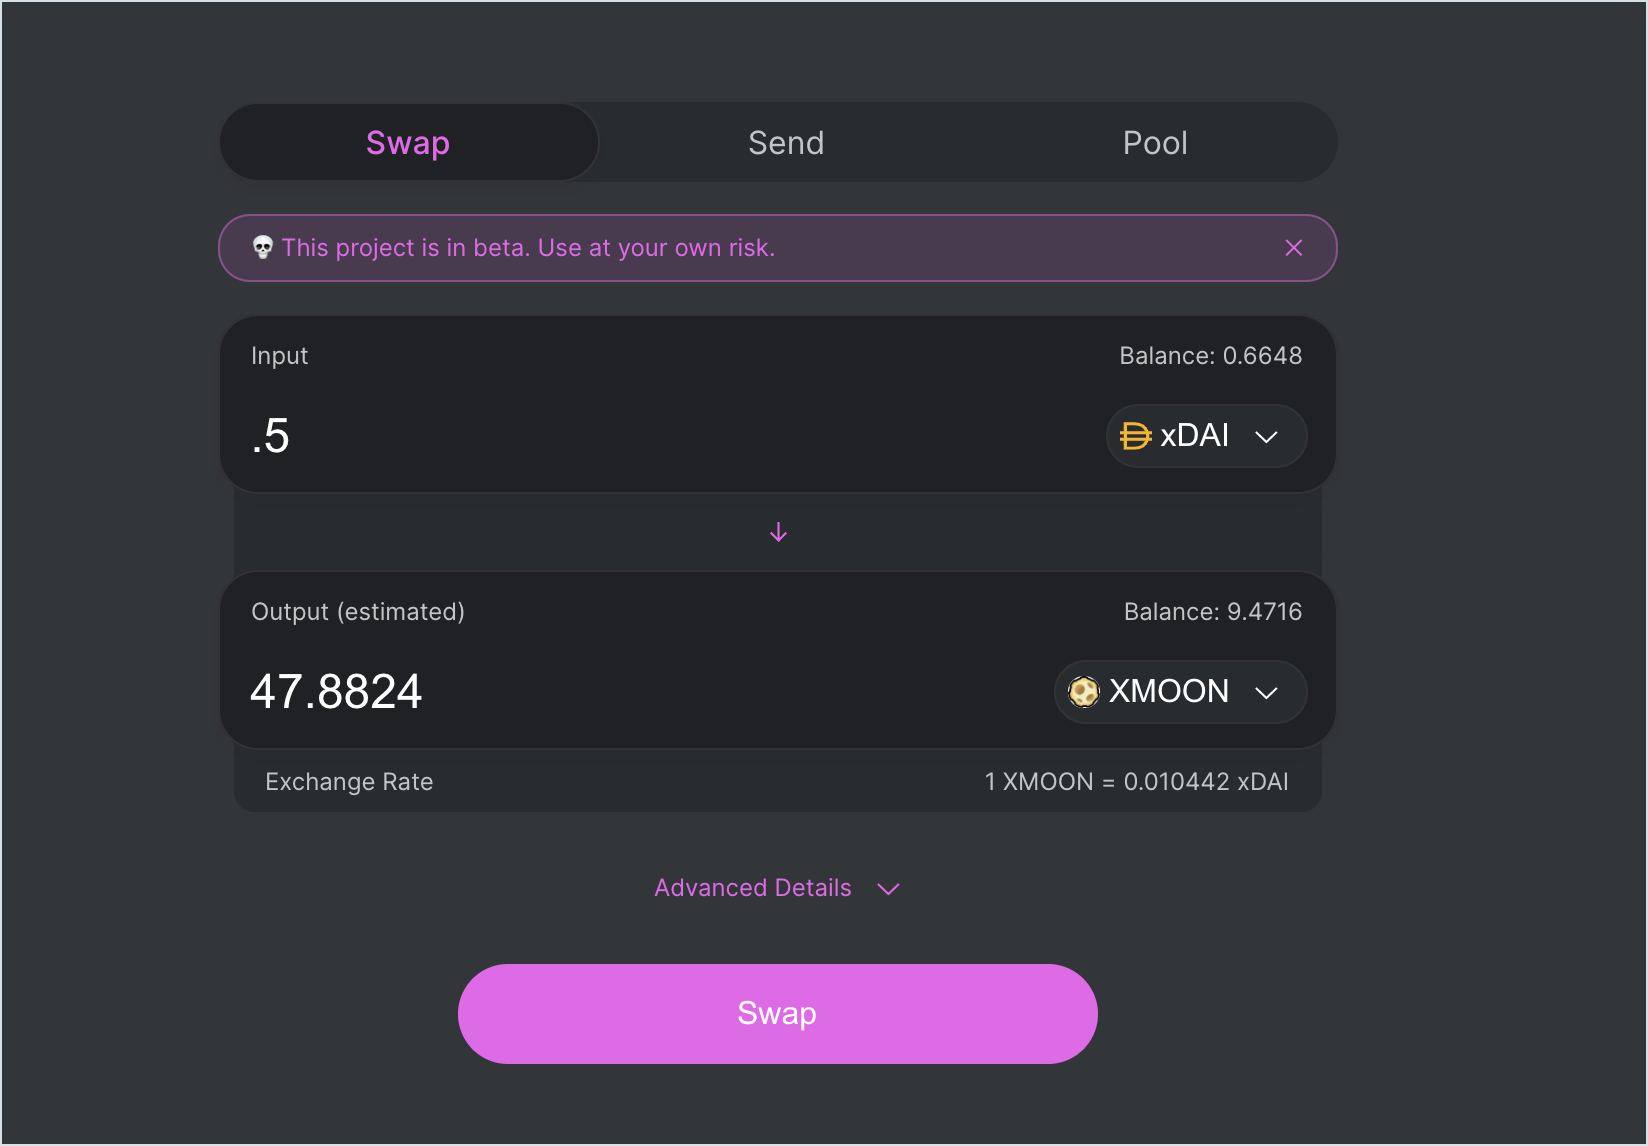 Swap Send Pool
💀 This project is in beta. Use at your own risk.
Input Balance: 0.6648
.5 xDAI
Output (estimated) Balance: 9.4716
47.8824 XMOON
Exchange Rate 1 XMOON = 0.010442 xDAI
Advanced Details
Swap